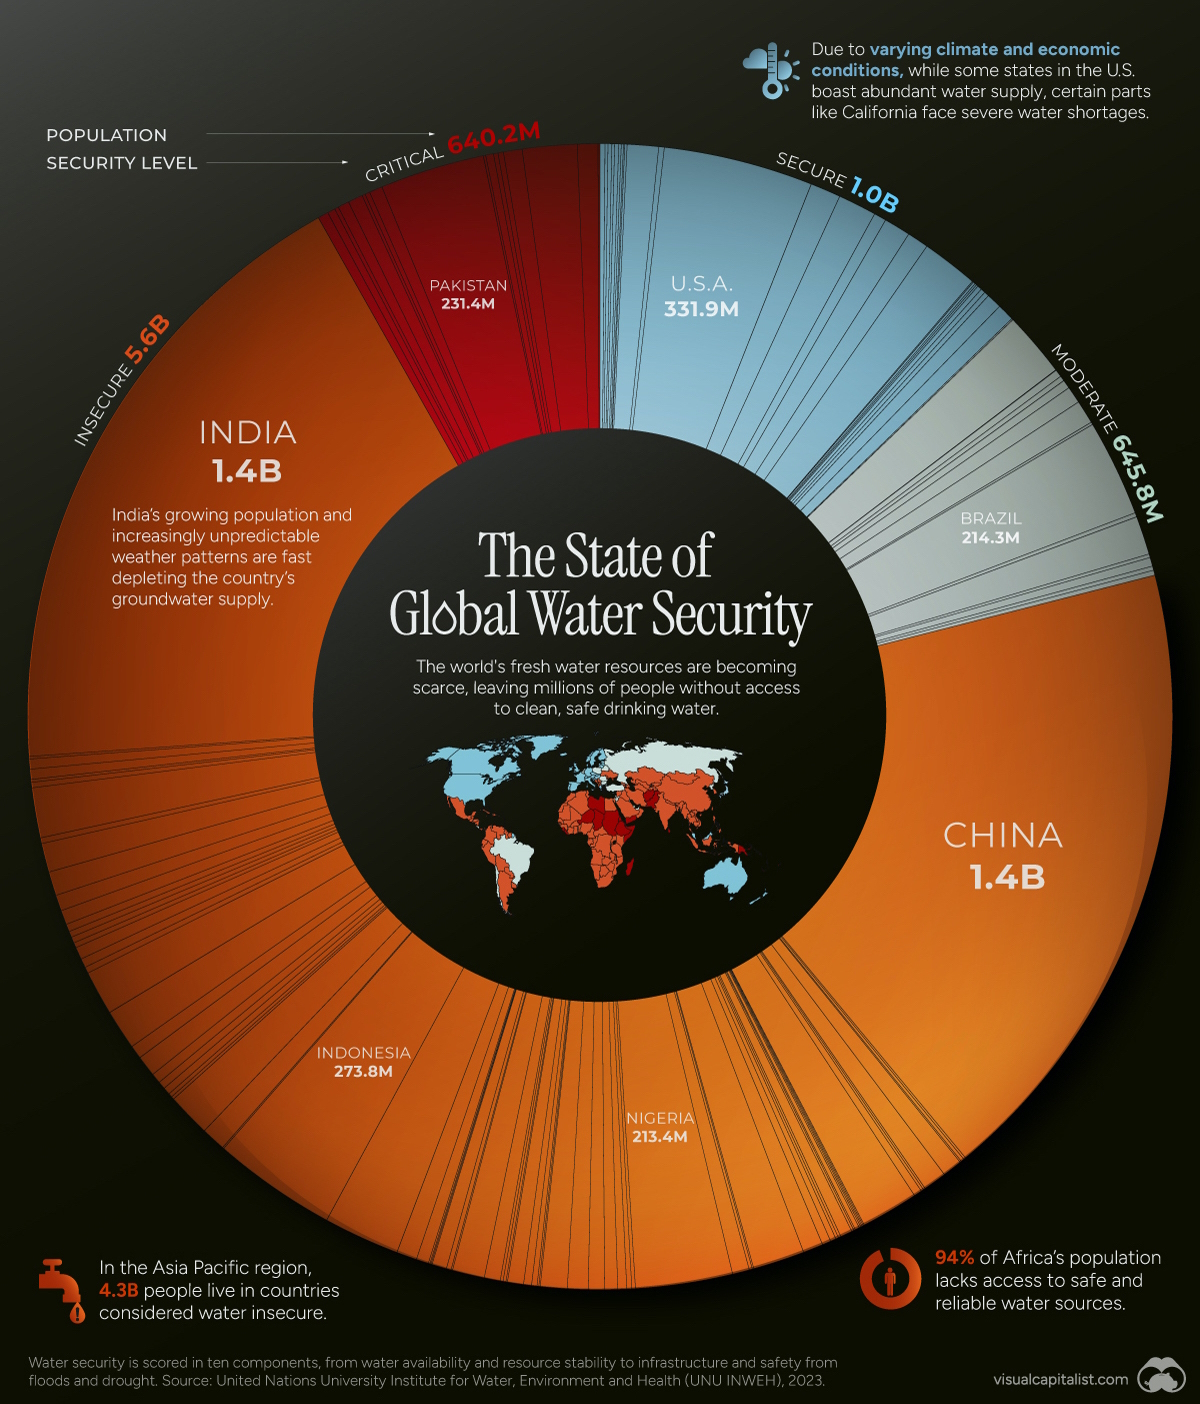 Due to varying climate and economic
conditions, while some states in the U.S.
boast abundant water supply, certain parts
like California face severe water shortages.
POPULATION
SECURITY LEVEL
CRITICAL 640.2M
SECURE 1.0B
MODERATE 645.8M
INSECURE 5.6B
PAKISTAN
231.4M
U.S.A.
331.9M
INDIA
1.4B
India's growing population and
increasingly unpredictable
weather patterns are fast
depleting the country's
groundwater supply.
BRAZIL
214.3M
The State of
Global Water Security
The world's fresh water resources are becoming
scarce, leaving millions of people without access
to clean, safe drinking water.
CHINA
1.4B
INDONESIA
273.8M
NIGERIA
213.4M
In the Asia Pacific region,
4.3B people live in countries
considered water insecure.
94% of Africa's population
lacks access to safe and
reliable water sources.
Water security is scored in ten components, from water availability and resource stability to infrastructure and safety from
floods and drought. Source: United Nations University Institute for Water, Environment and Health (UNU INWEH), 2023.
visualcapitalist.com